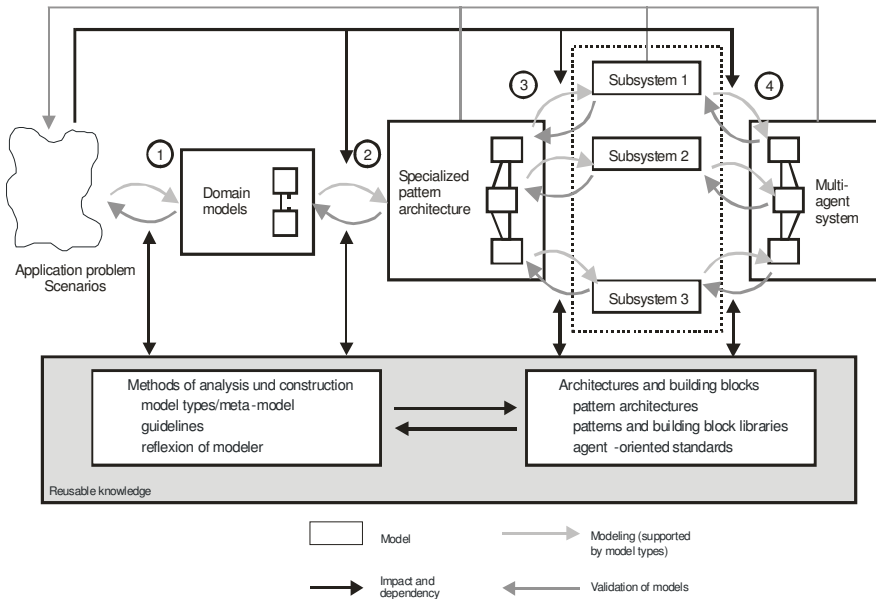 Subsystem 1
3
4
1
2
Subsystem 2
Domain
models
Specialized
pattern
architecture
Multi-
agent
system
Application problem
Scenarios
Subsystem 3
Methods of analysis und construction
model types/meta-model
guidelines
reflexion of modeler
Architectures and building blocks
pattern architectures
patterns and building block libraries
agent -oriented standards
Reusable knowledge
Model
Modeling (supported
by model types)
Impact and
dependency
Validation of models